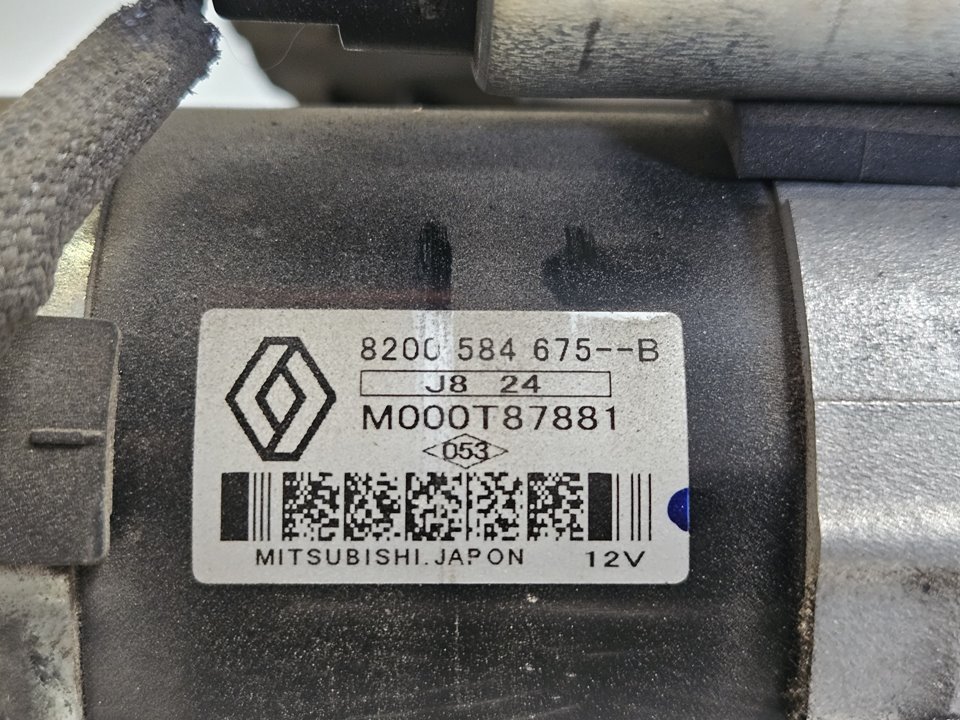 8200 584 675--B
J8 24
M000T87881
053
MITSUBISHI.JAPON 12V